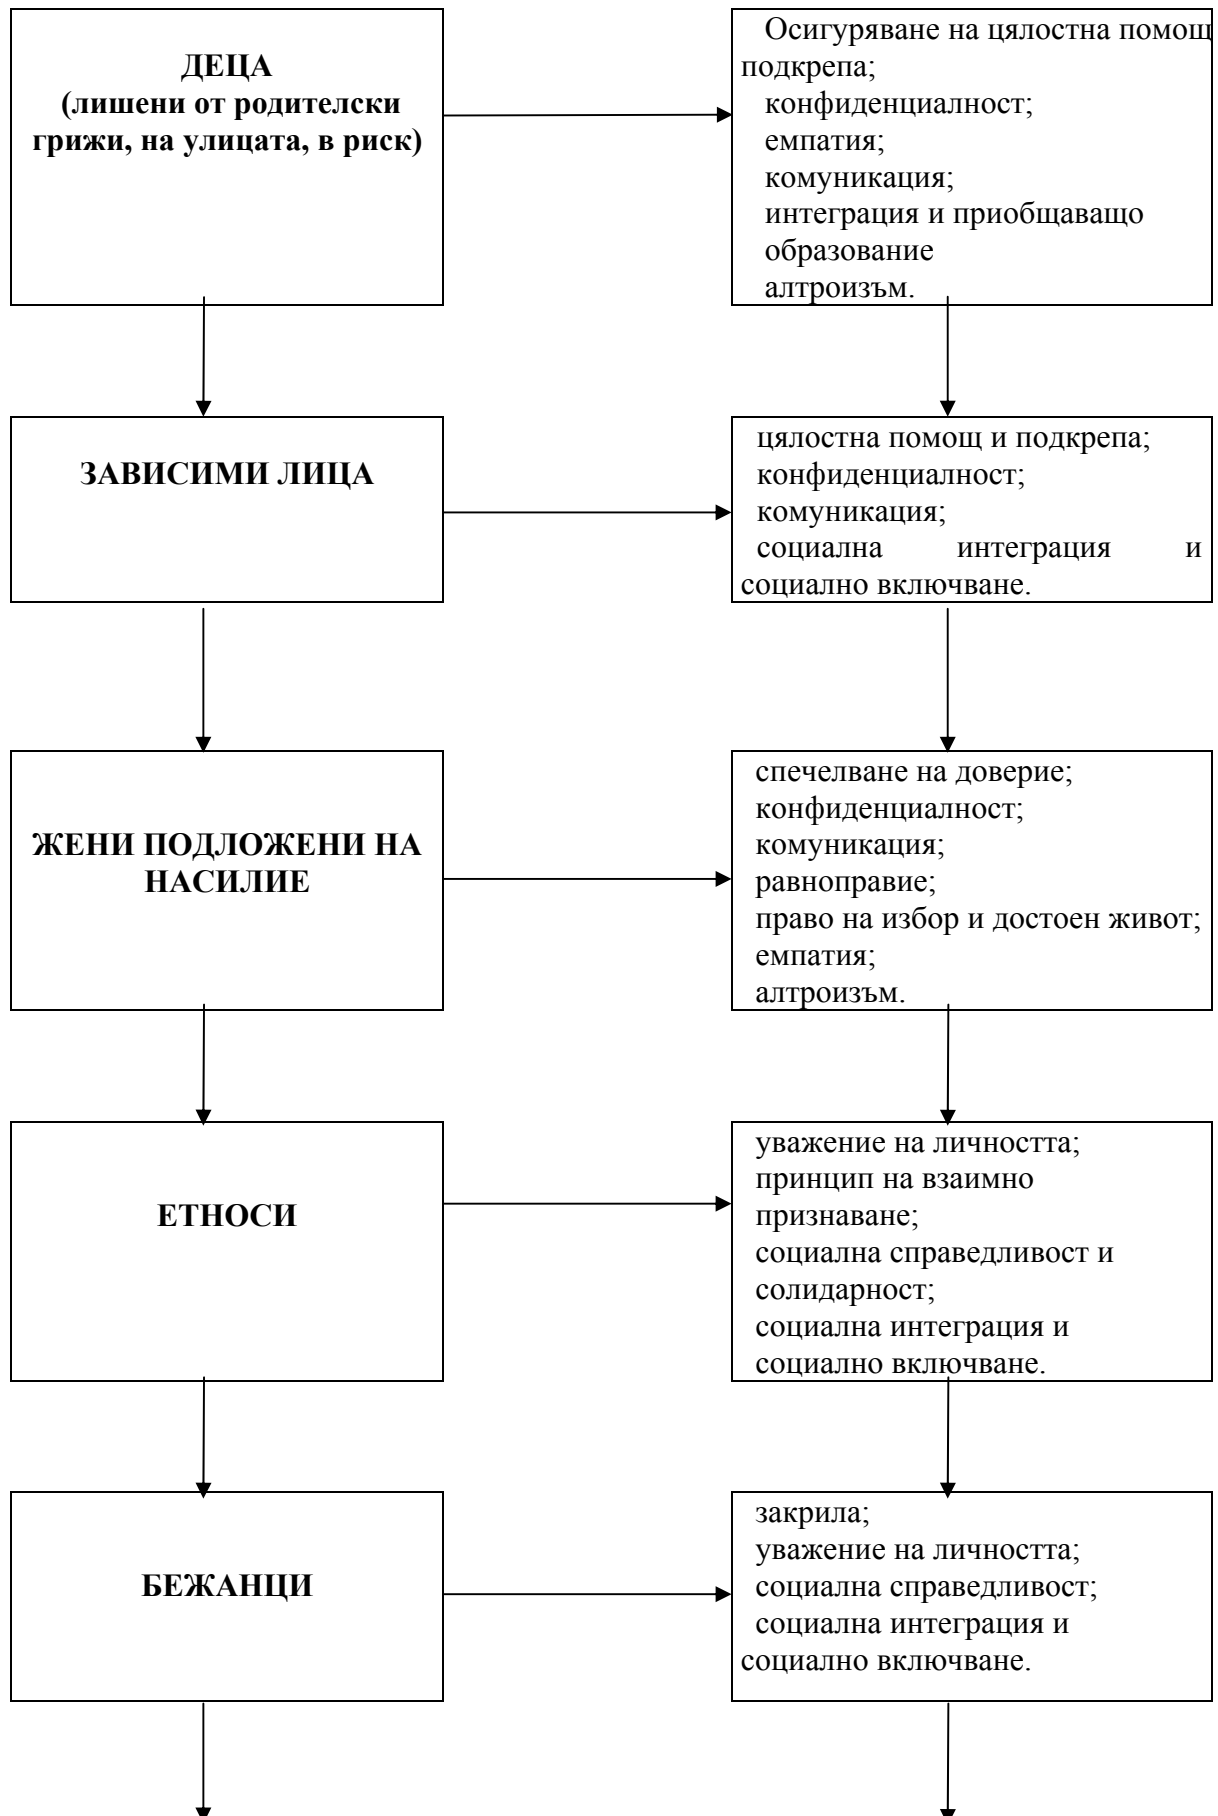 ДЕЦА
(лишени от родителски
грижи, на улицата, в риск)
Осигуряване на цялостна помощ
подкрепа;
конфиденциалност;
емпатия;
комуникация;
интеграция и приобщаващо
образование
алтроизъм.
ЗАВИСИМИ ЛИЦА
цялостна помощ и подкрепа;
конфиденциалност;
комуникация;
социална интеграция и
социално включване.
ЖЕНИ ПОДЛОЖЕНИ НА
НАСИЛИЕ
спечелване на доверие;
конфиденциалност;
комуникация;
равноправие;
право на избор и достоен живот;
емпатия;
алтроизъм.
ЕТНОСИ
уважение на личността;
принцип на взаимно
признаване;
социална справедливост и
солидарност;
социална интеграция и
социално включване.
БЕЖАНЦИ
закрила;
уважение на личността;
социална справедливост;
социална интеграция и
социално включване.